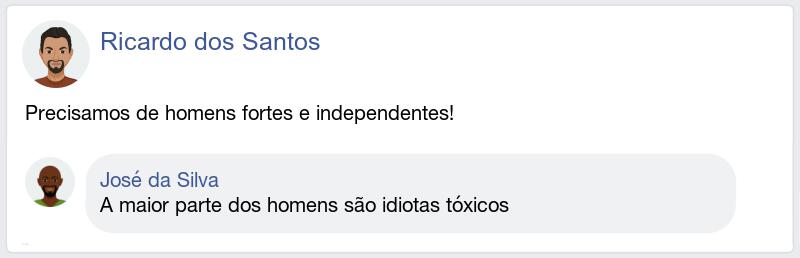 Ricardo dos Santos
Precisamos de homens fortes e independentes!
José da Silva
A maior parte dos homens são idiotas tóxicos